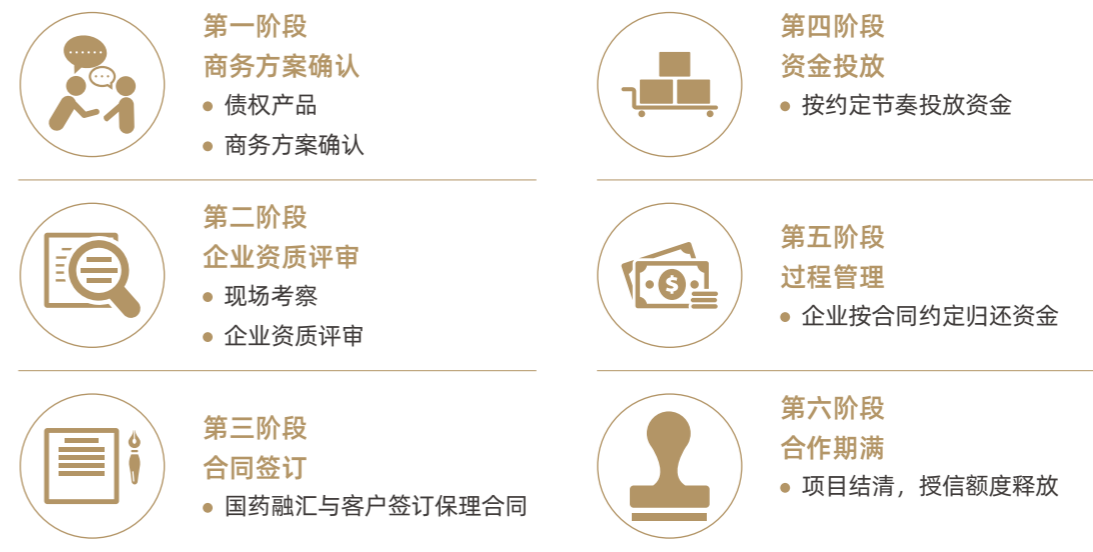 第一阶段
商务方案确认
债权产品
商务方案确认
第二阶段
企业资质评审
现场考察
企业资质评审
第三阶段
合同签订
国药融汇与客户签订保理合同
第四阶段
资金投放
按约定节奏投放资金
第五阶段
过程管理
企业按合同约定归还资金
第六阶段
合作期满
项目结清，授信额度释放